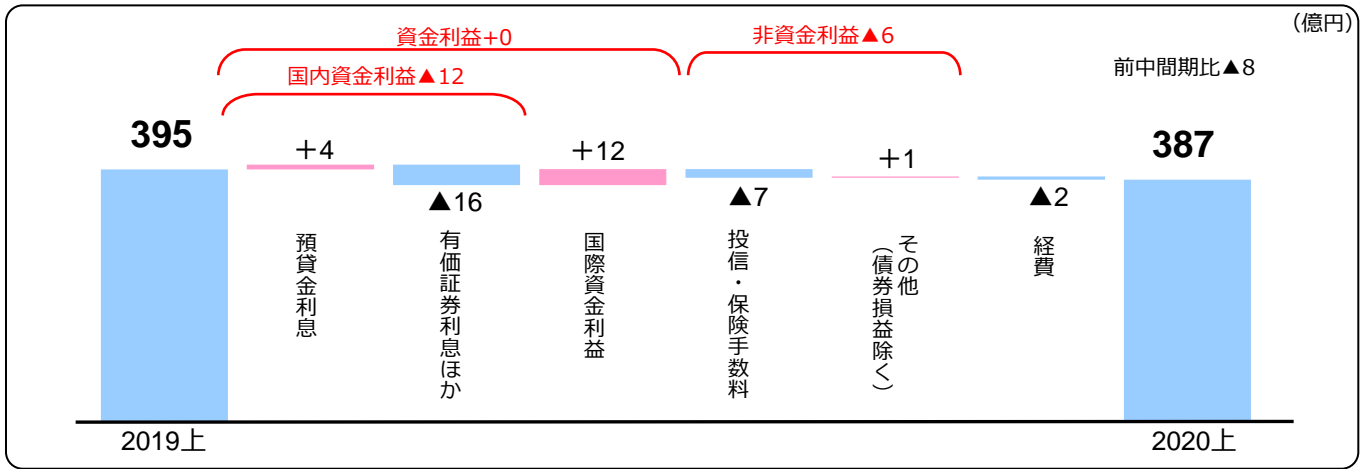 (億円)
資金利益+0
非資金利益▲6
国内資金利益▲12
前中間期比▲8
395
+4
▲16
+12
▲7
+1
▲2
387
預貸金利息
有価証券利息ほか
国際資金利益
投信・保険手数料
その他
(債券損益除く)
経費
2019上
2020上